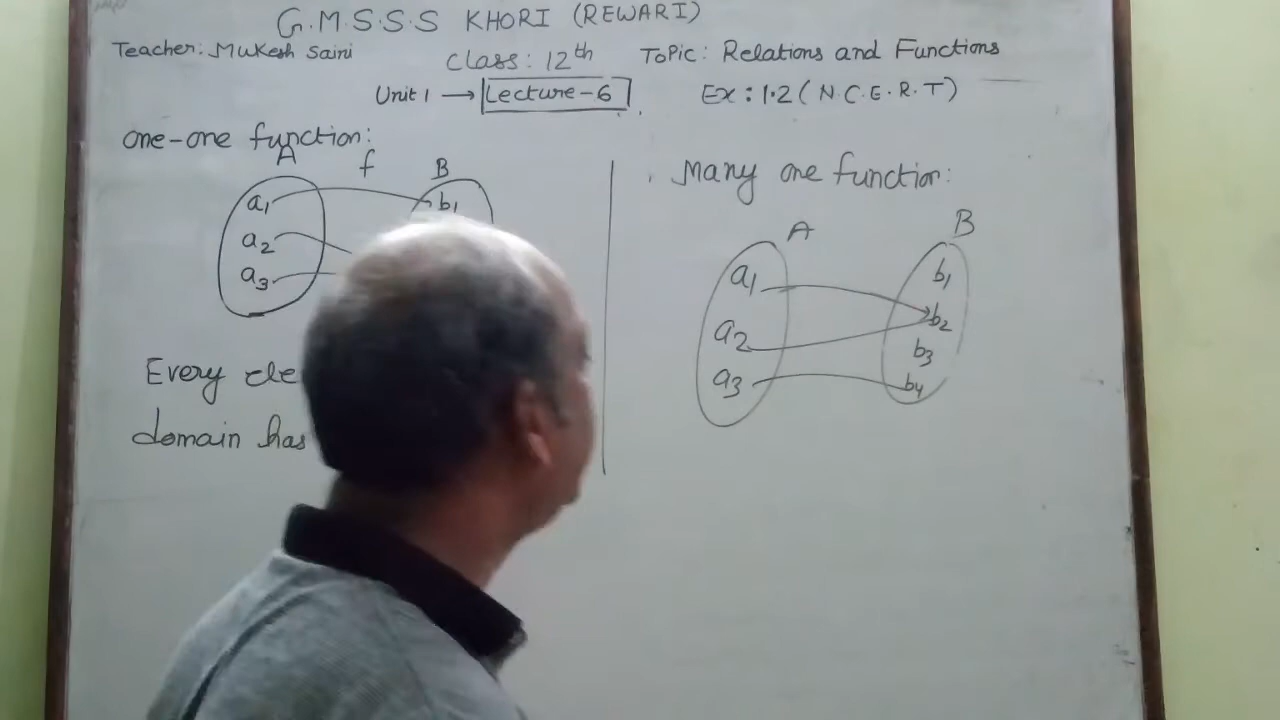 G.M.S.S.S KHORI (REWARI)
Teacher: Mukesh Saini Class: 12th Topic: Relations and Functions
Unit 1 → Lecture-6 Ex: 1.2 (N.C.E.R.T)
one-one function:
A f B
a1 b1
a2
a3
Every ele
domain has
Many one function:
A B
a1 b1
a2 b2
b3
a3 b4